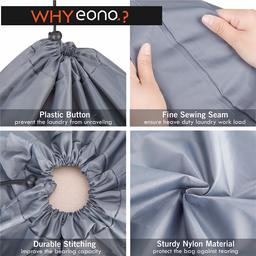 WHY eono.?
Plastic Button
prevent the laundry from unraveling
Fine Sewing Seam
ensure heavy duty laundry work load
Durable Stitching
improve the bearing capacity
Sturdy Nylon Material
protect the bag against tearing